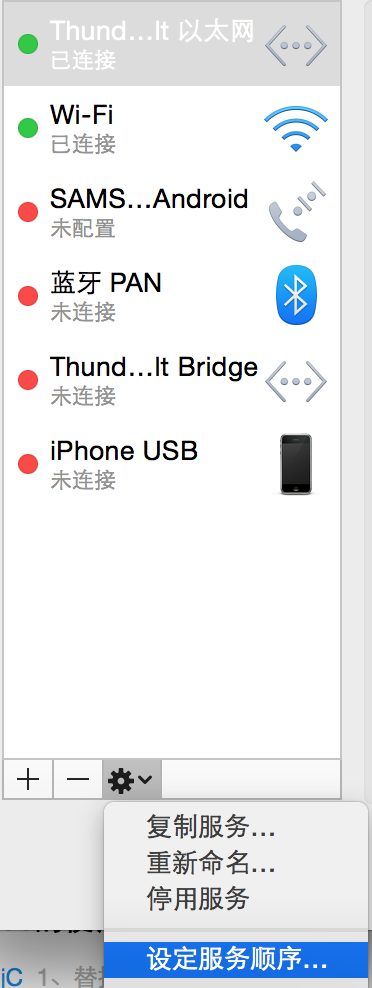 Thund…lt 以太网
已连接
Wi-Fi
已连接
SAMS…Android
未配置
蓝牙 PAN
未连接
Thund…lt Bridge
未连接
iPhone USB
未连接
复制服务…
重新命名…
停用服务
设定服务顺序…
iC 1、替